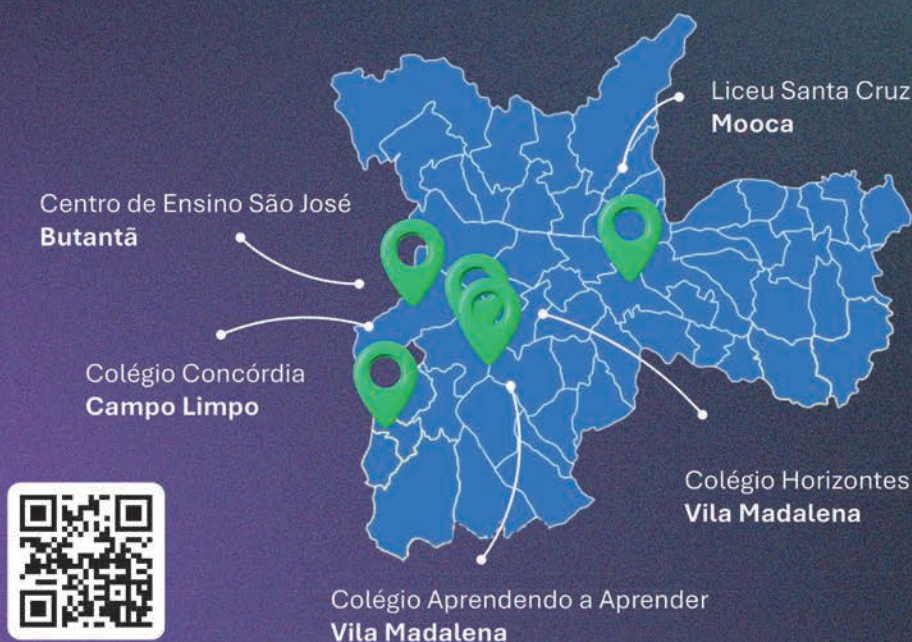 Liceu Santa Cruz
Mooca
Centro de Ensino São José
Butantã
Colégio Concórdia
Campo Limpo
Colégio Horizontes
Vila Madalena
Colégio Aprendendo a Aprender
Vila Madalena